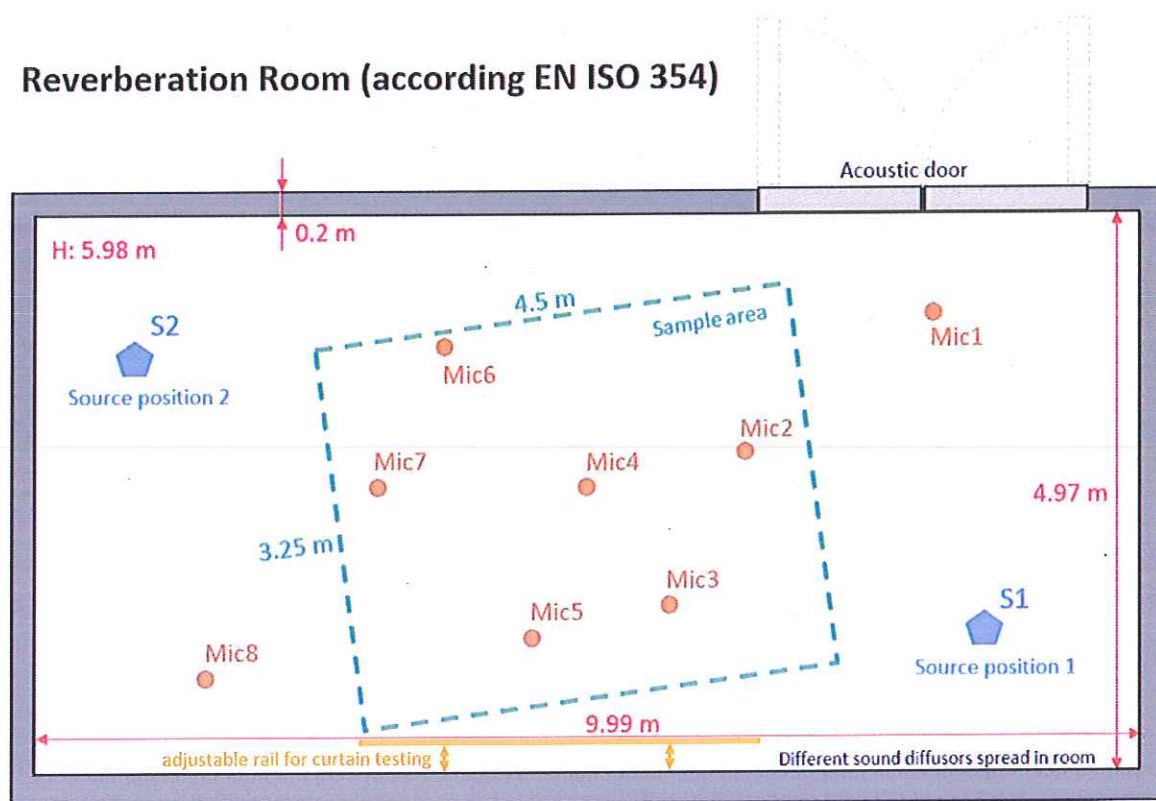 Reverberation Room (according EN ISO 354)
Acoustic door
0.2 m
H: 5.98 m
4.5 m
Sample area
S2
Source position 2
Mic1
Mic6
Mic2
Mic7
Mic4
4.97 m
3.25 m
Mic3
S1
Mic5
Mic8
Source position 1
9.99 m
adjustable rail for curtain testing
Different sound diffusors spread in room